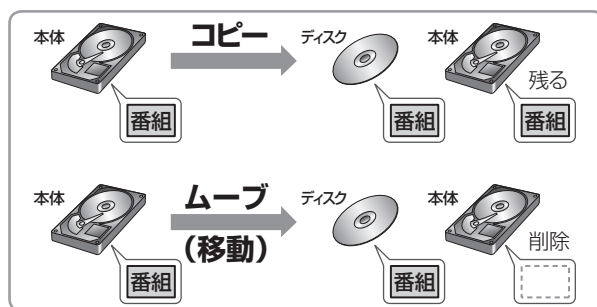 本体 コピー ディスク 本体
残る
番組 番組 番組
本体 ムーブ ディスク 本体
(移動) 削除
番組 番組